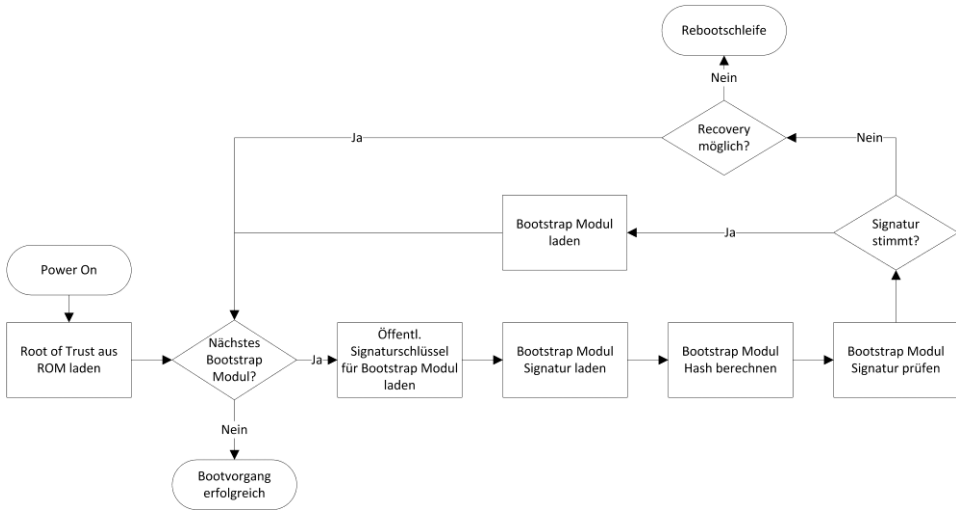 Rebootschleife
Nein
Recovery
möglich?
Ja
Nein
Bootstrap Modul
laden
Ja
Signatur
stimmt?
Power On
Root of Trust aus
ROM laden
Nächstes
Bootstrap
Modul?
Ja
Öffentl.
Signaturschlüssel
für Bootstrap Modul
laden
Bootstrap Modul
Signatur laden
Bootstrap Modul
Hash berechnen
Bootstrap Modul
Signatur prüfen
Nein
Bootvorgang
erfolgreich